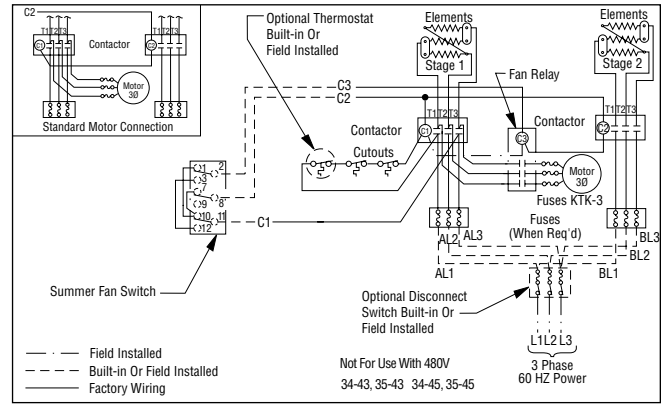 C2
T1T2T3
C1
Contactor
C2
Motor
3Ø
Standard Motor Connection
Optional Thermostat
Built-in Or
Field Installed
Elements
Stage 1
Elements
Stage 2
Fan Relay
C3
C2
T1T2T3
C1
Contactor
Cutouts
C3
Contactor
T1T2T3
C2
Motor
3Ø
Fuses KTK-3
1 2
3
7
9 8
10 11
12
C1
Summer Fan Switch
Fuses
(When Req'd)
AL1
AL2
AL3
BL1
BL2
BL3
Optional Disconnect
Switch Built-in Or
Field Installed
L1 L2 L3
3 Phase
60 HZ Power
Field Installed
Built-in Or Field Installed
Factory Wiring
Not For Use With 480V
34-43, 35-43 34-45, 35-45